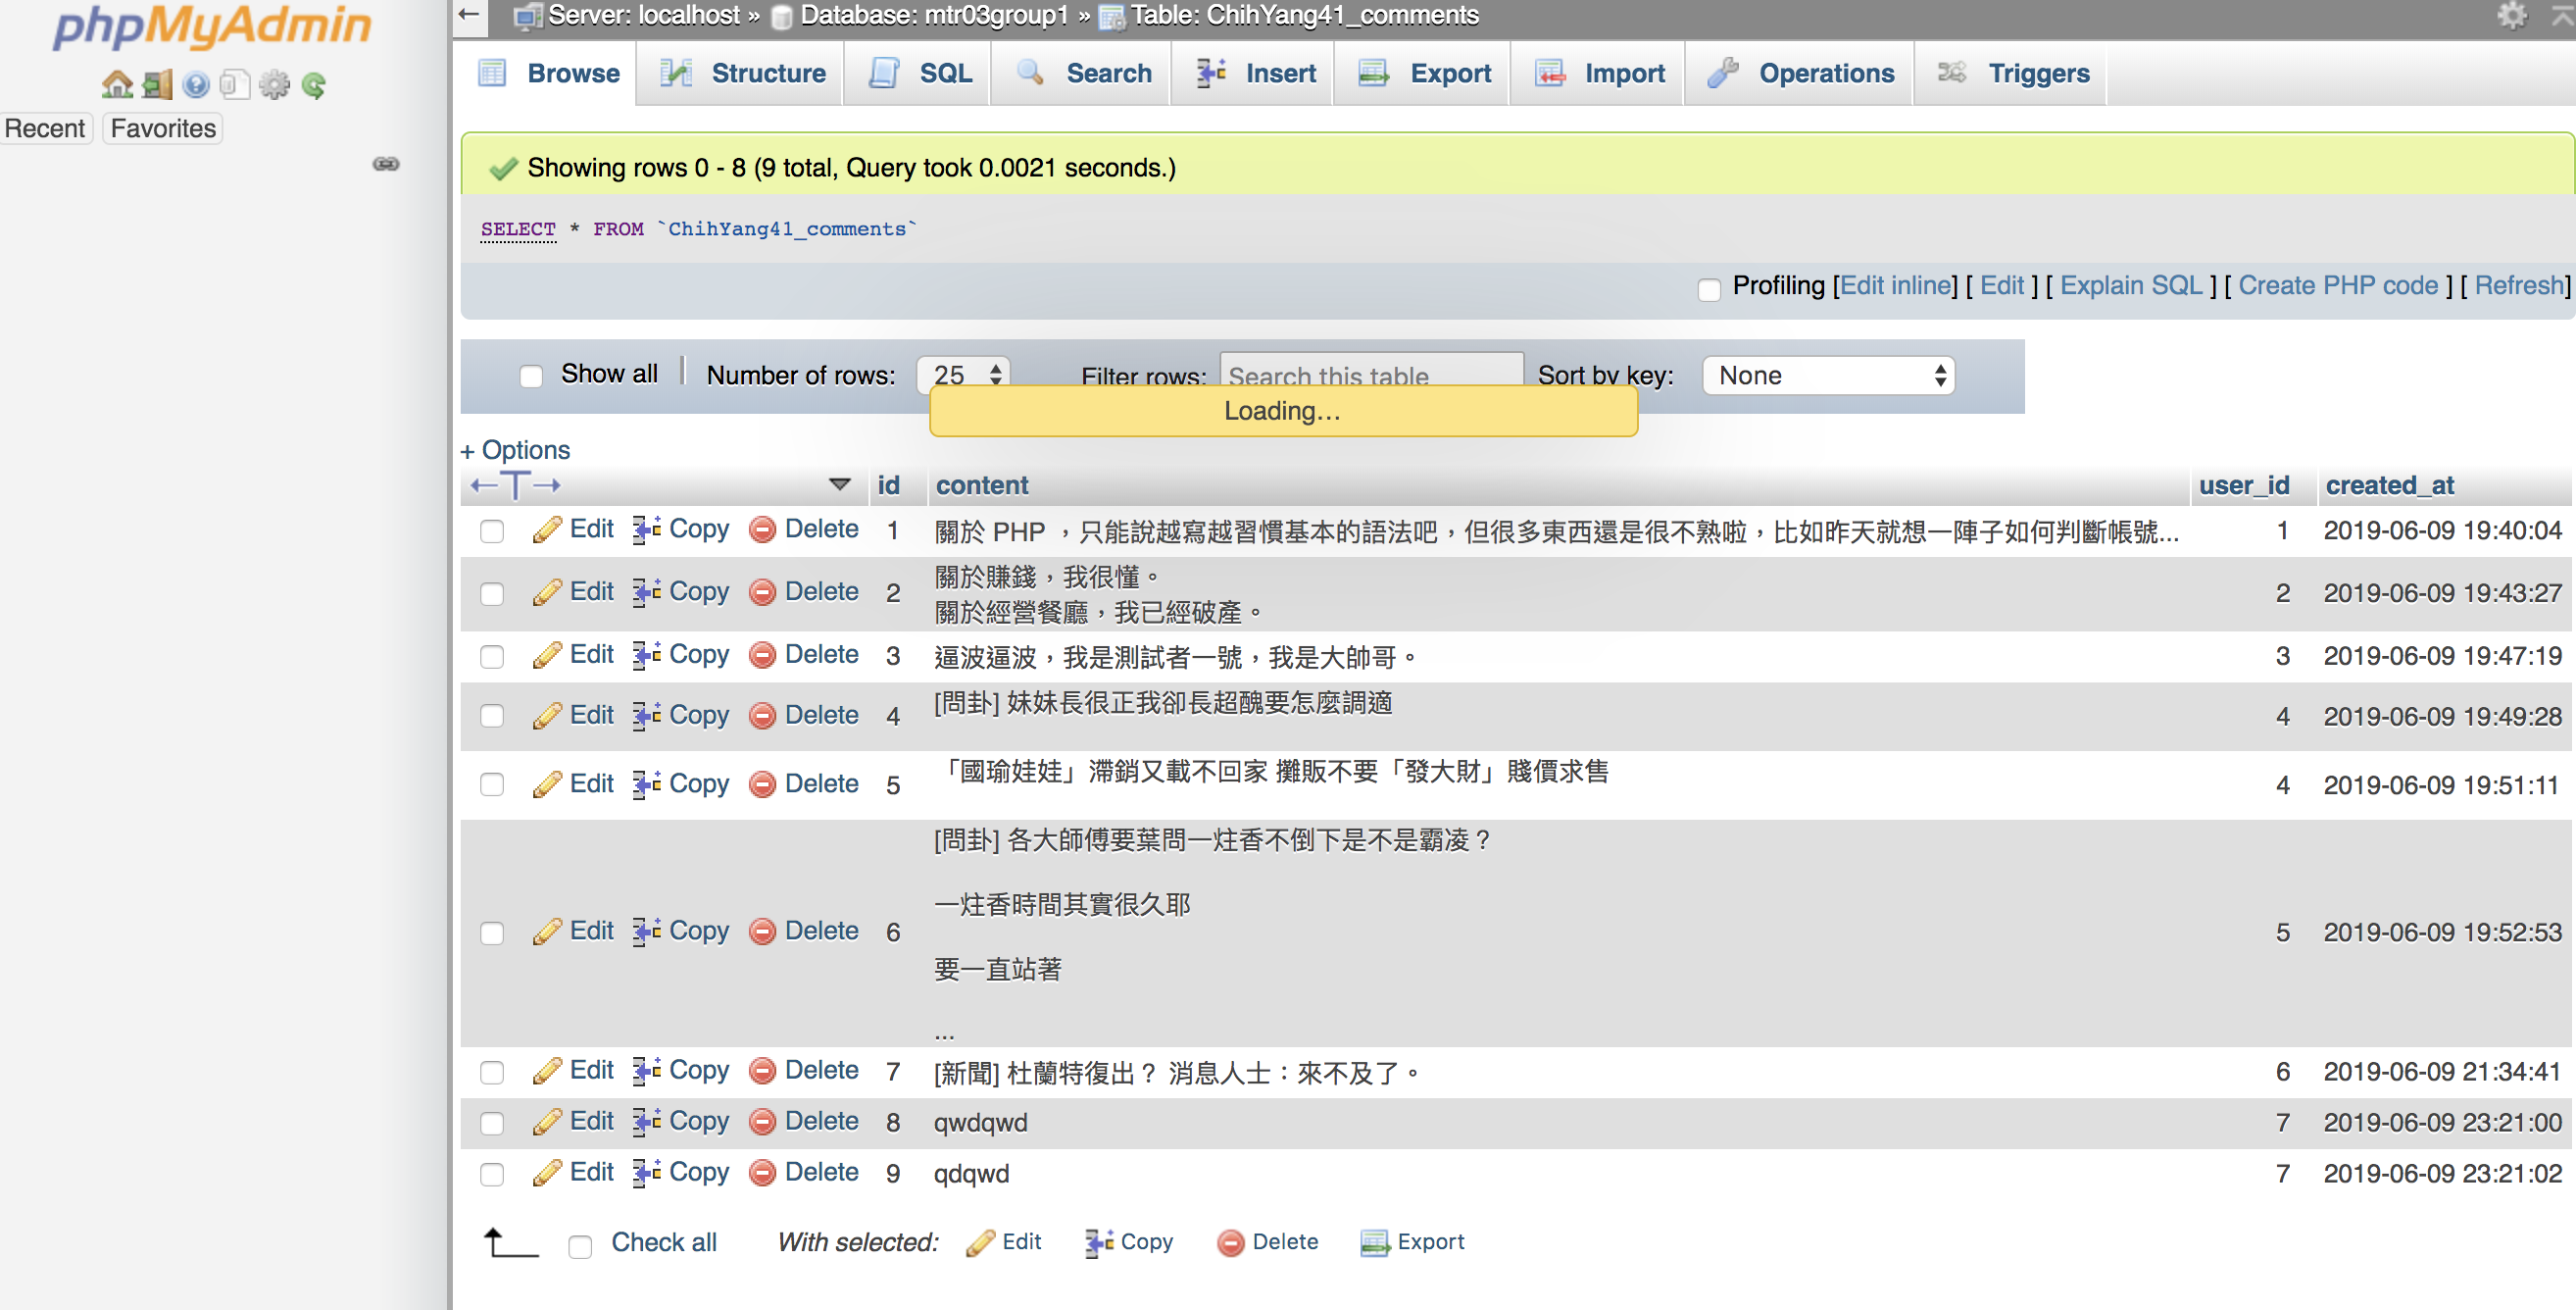 phpMyAdmin
Recent Favorites
← Server: localhost » Database: mtr03group1 » Table: ChihYang41_comments
Browse Structure SQL Search Insert Export Import Operations Triggers
Showing rows 0 - 8 (9 total, Query took 0.0021 seconds.)
SELECT * FROM `ChihYang41_comments`
Profiling [Edit inline] [ Edit ] [ Explain SQL ] [ Create PHP code ] [ Refresh]
Show all | Number of rows: 25 Filter rows: Search this table Sort by key: None
Loading…
+ Options
←T→ id content user_id created_at
Edit Copy Delete 1 關於 PHP ，只能說越寫越習慣基本的語法吧，但很多東西還是很不熟啦，比如昨天就想一陣子如何判斷帳號... 1 2019-06-09 19:40:04
Edit Copy Delete 2 關於賺錢，我很懂。 2 2019-06-09 19:43:27
關於經營餐廳，我已經破產。
Edit Copy Delete 3 逼波逼波，我是測試者一號，我是大帥哥。 3 2019-06-09 19:47:19
Edit Copy Delete 4 [問卦] 妹妹長很正我卻長超醜要怎麼調適 4 2019-06-09 19:49:28
Edit Copy Delete 5 「國瑜娃娃」滯銷又載不回家 攤販不要「發大財」賤價求售 4 2019-06-09 19:51:11
[問卦] 各大師傅要葉問一炷香不倒下是不是霸凌？
一炷香時間其實很久耶
Edit Copy Delete 6 5 2019-06-09 19:52:53
要一直站著
...
Edit Copy Delete 7 [新聞] 杜蘭特復出？ 消息人士：來不及了。 6 2019-06-09 21:34:41
Edit Copy Delete 8 qwdqwd 7 2019-06-09 23:21:00
Edit Copy Delete 9 qdqwd 7 2019-06-09 23:21:02
Check all With selected: Edit Copy Delete Export